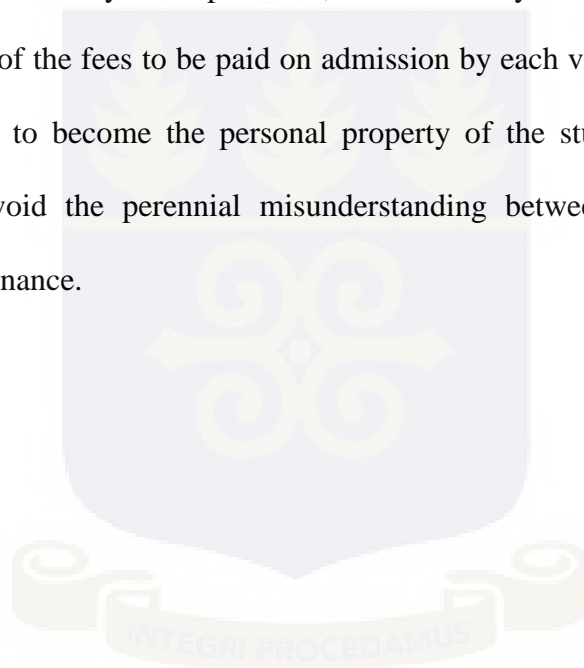 of the fees to be paid on admission by each v
to become the personal property of the stu
void the perennial misunderstanding betwe
nance.
INTEGRI PROCEDAMUS